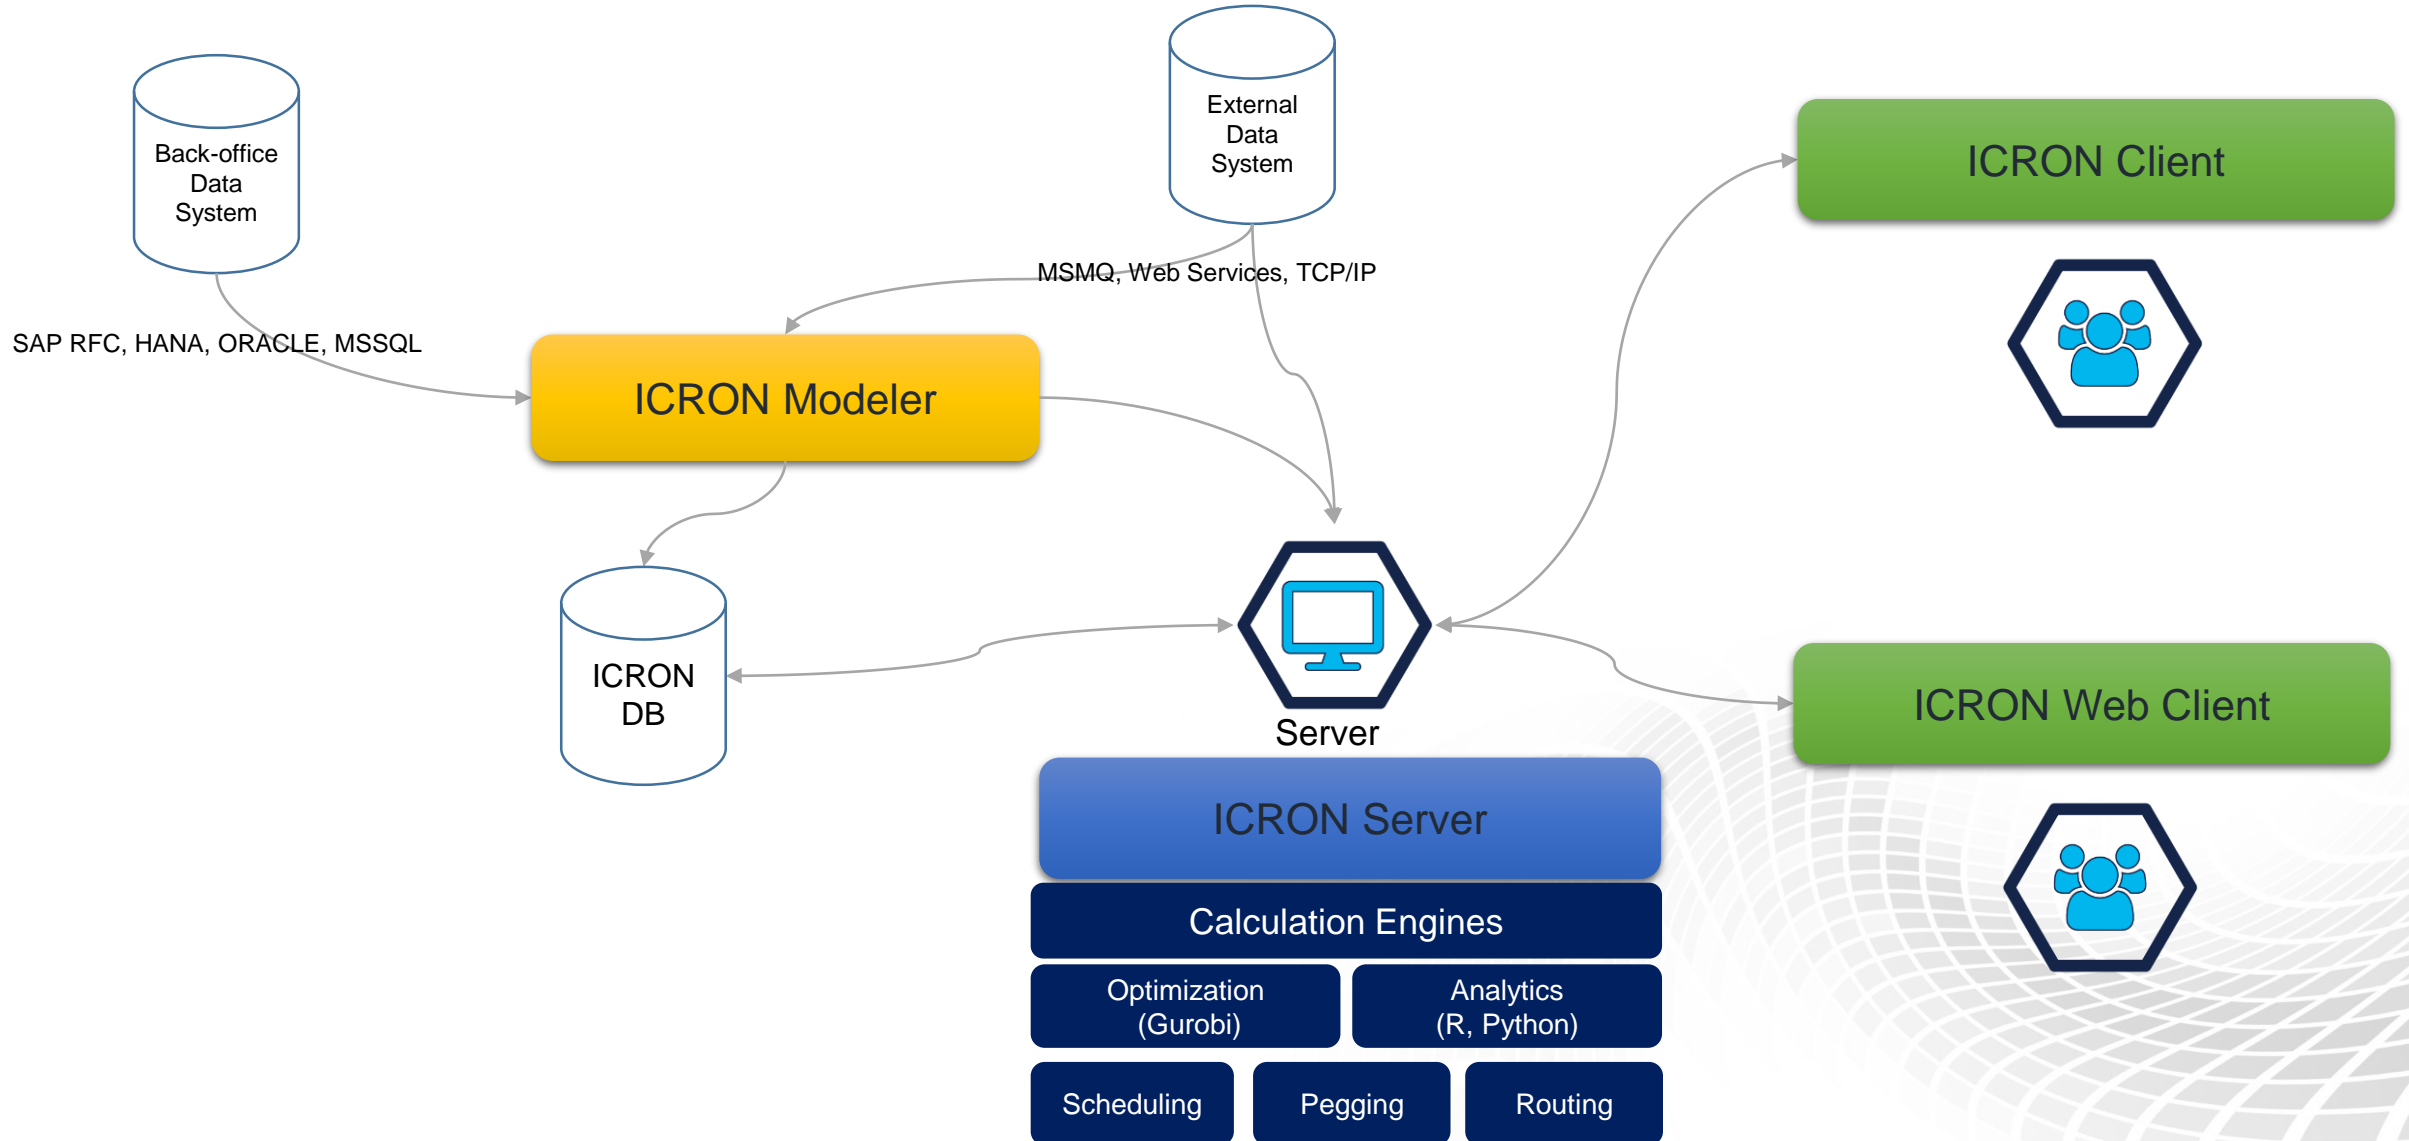 External
Data
System
Back-office
Data
System
ICRON Client
MSMQ, Web Services, TCP/IP
SAP RFC, HANA, ORACLE, MSSQL
ICRON Modeler
ICRON
DB
Server
ICRON Web Client
ICRON Server
Calculation Engines
Optimization
(Gurobi)
Analytics
(R, Python)
Scheduling
Pegging
Routing